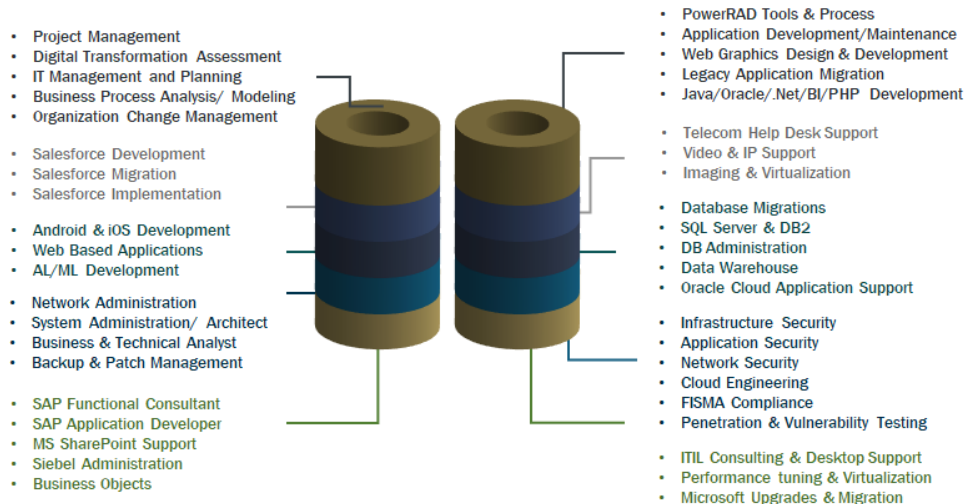 • Project Management
• Digital Transformation Assessment
• IT Management and Planning
• Business Process Analysis/ Modeling
• Organization Change Management
• Salesforce Development
• Salesforce Migration
• Salesforce Implementation
• Android & iOS Development
• Web Based Applications
• AL/ML Development
• Network Administration
• System Administration/ Architect
• Business & Technical Analyst
• Backup & Patch Management
• SAP Functional Consultant
• SAP Application Developer
• MS SharePoint Support
• Siebel Administration
• Business Objects
• PowerRAD Tools & Process
• Application Development/Maintenance
• Web Graphics Design & Development
• Legacy Application Migration
• Java/Oracle/.Net/BI/PHP Development
• Telecom Help Desk Support
• Video & IP Support
• Imaging & Virtualization
• Database Migrations
• SQL Server & DB2
• DB Administration
• Data Warehouse
• Oracle Cloud Application Support
• Infrastructure Security
• Application Security
• Network Security
• Cloud Engineering
• FISMA Compliance
• Penetration & Vulnerability Testing
• ITIL Consulting & Desktop Support
• Performance tuning & Virtualization
• Microsoft Upgrades & Migration